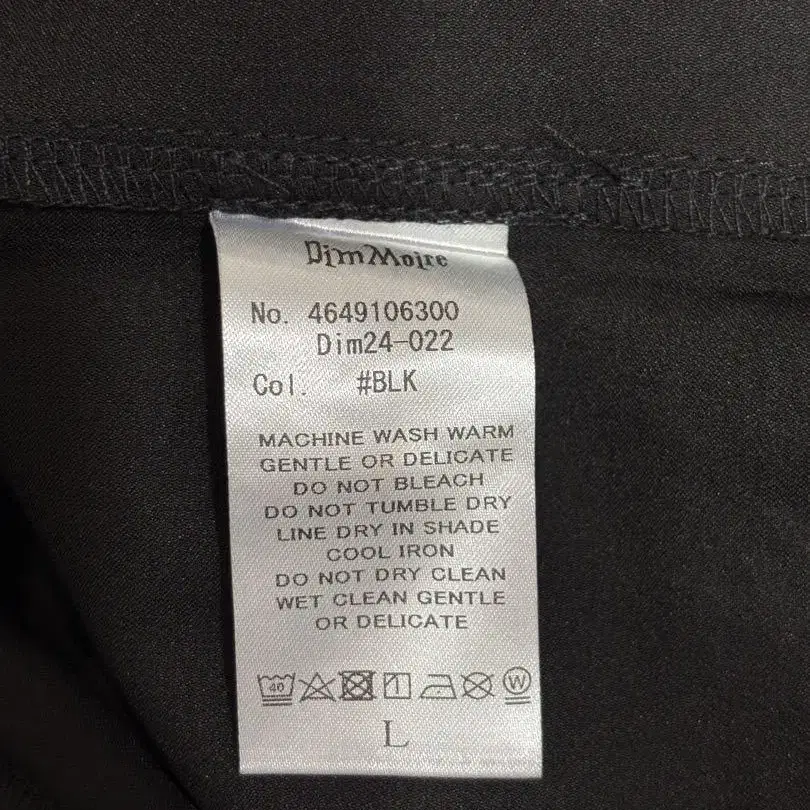 DimMoire
No. 4649106300
Dim24-022
Col. #BLK
MACHINE WASH WARM
GENTLE OR DELICATE
DO NOT BLEACH
DO NOT TUMBLE DRY
LINE DRY IN SHADE
COOL IRON
DO NOT DRY CLEAN
WET CLEAN GENTLE
OR DELICATE
40 W
L